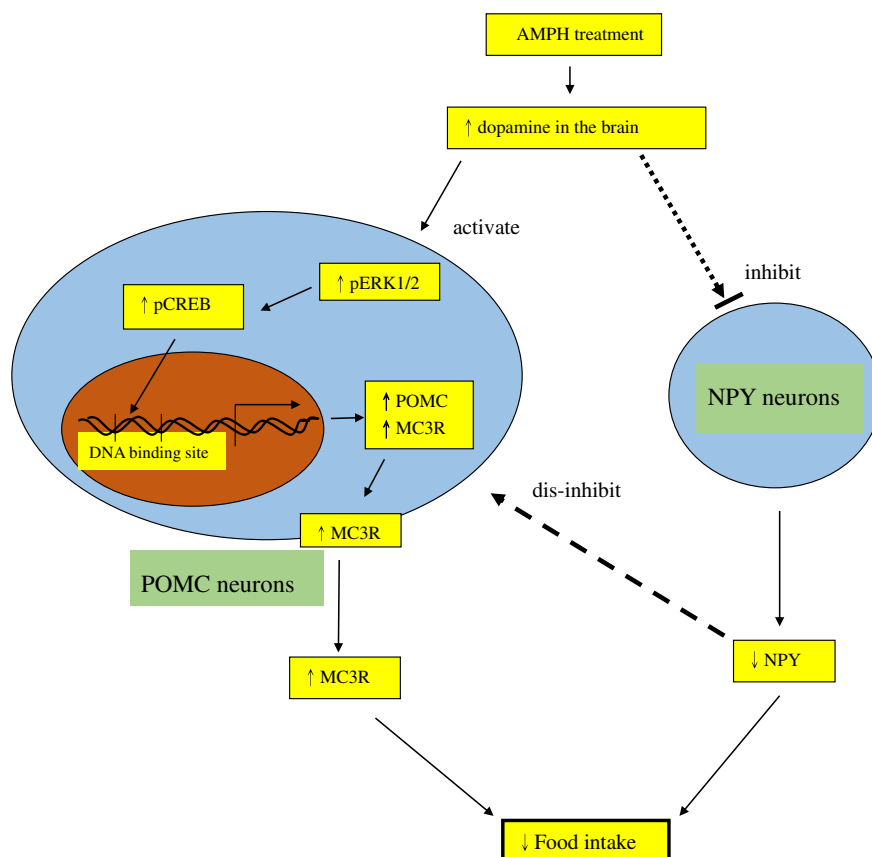 AMPH treatment
↑ dopamine in the brain
activate
inhibit
↑ pERK1/2
↑ pCREB
↑ POMC
↑ MC3R
DNA binding site
NPY neurons
dis-inhibit
↑ MC3R
POMC neurons
↓ NPY
↑ MC3R
↓ Food intake